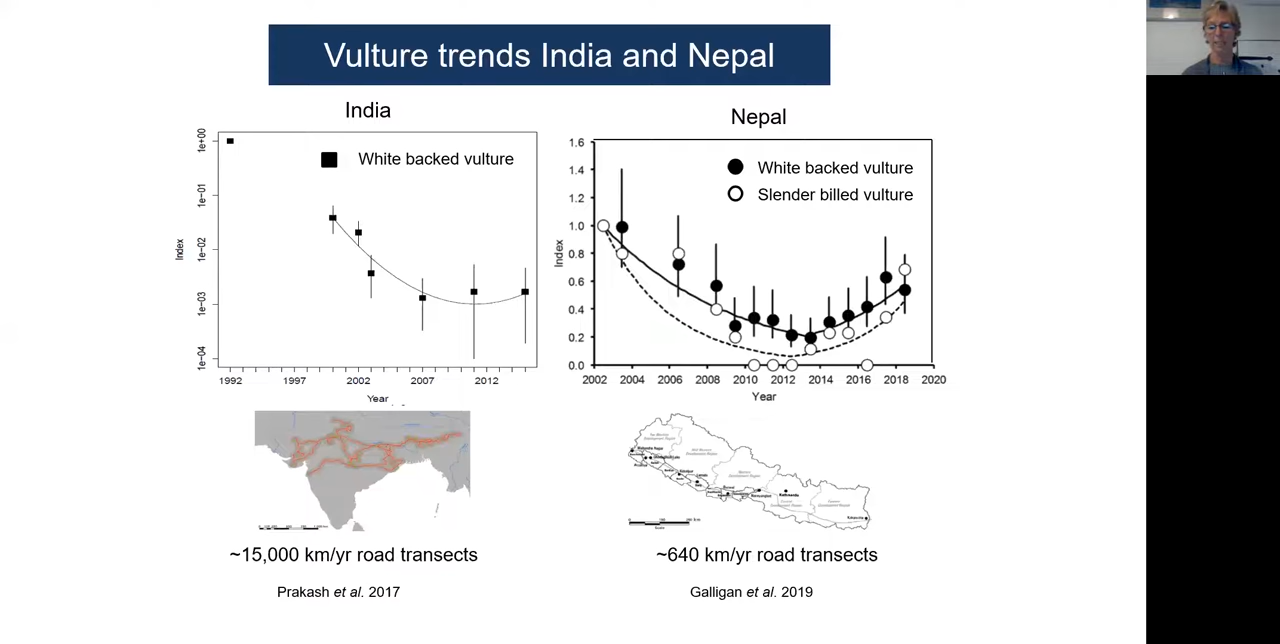 Vulture trends India and Nepal
India
White backed vulture
Index
1e+00
1e-01
1e-02
1e-03
1e-04
1992 1997 2002 2007 2012
Year
~15,000 km/yr road transects
Prakash et al. 2017
Nepal
White backed vulture
Slender billed vulture
Index
1.6
1.4
1.2
1.0
0.8
0.6
0.4
0.2
0.0
2002 2004 2006 2008 2010 2012 2014 2016 2018 2020
Year
~640 km/yr road transects
Galligan et al. 2019